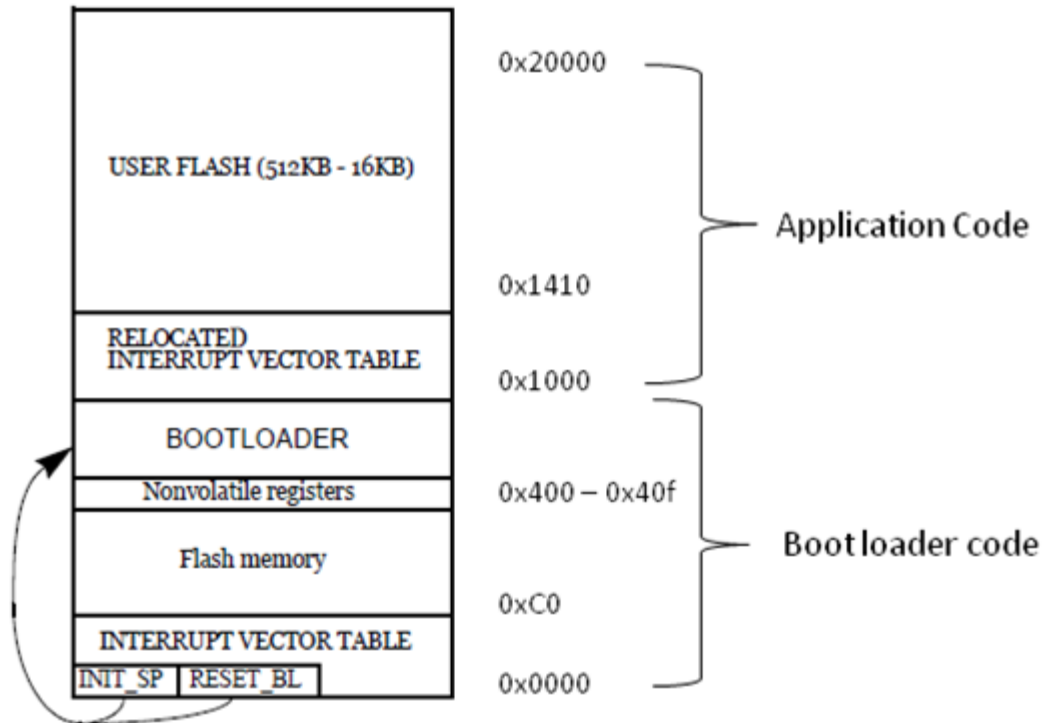 0x20000
USER FLASH (512KB - 16KB)
Application Code
0x1410
RELOCATED
INTERRUPT VECTOR TABLE
0x1000
BOOTLOADER
Nonvolatile registers
0x400 – 0x40f
Boot loader code
Flash memory
0xC0
INTERRUPT VECTOR TABLE
INIT_SP
RESET_BL
0x0000